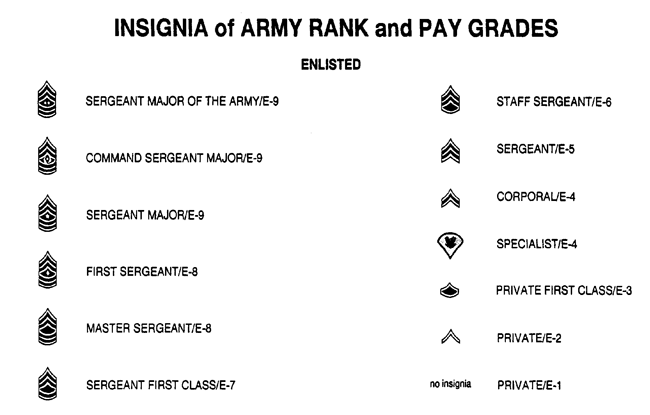 INSIGNIA of ARMY RANK and PAY GRADES
ENLISTED
SERGEANT MAJOR OF THE ARMY/E-9
COMMAND SERGEANT MAJOR/E-9
SERGEANT MAJOR/E-9
FIRST SERGEANT/E-8
MASTER SERGEANT/E-8
SERGEANT FIRST CLASS/E-7
STAFF SERGEANT/E-6
SERGEANT/E-5
CORPORAL/E-4
SPECIALIST/E-4
PRIVATE FIRST CLASS/E-3
PRIVATE/E-2
no insignia PRIVATE/E-1